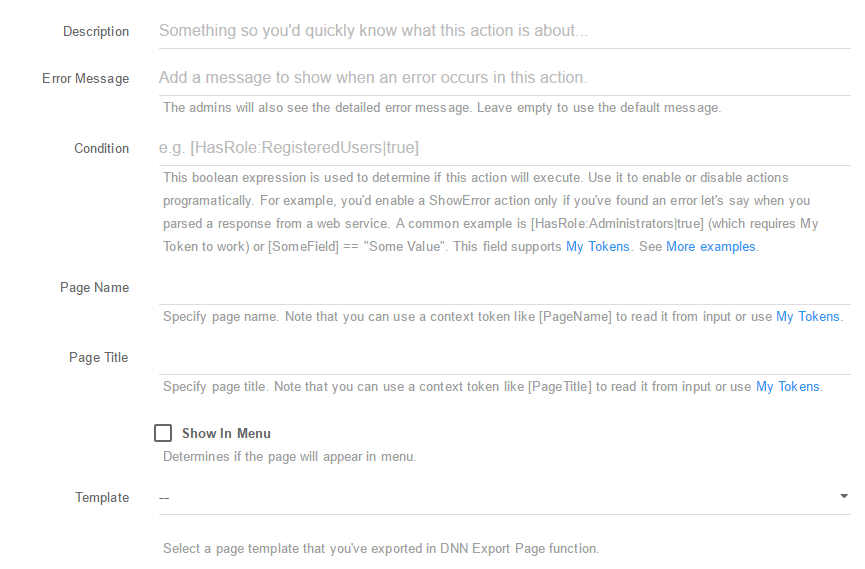 Description Something so you'd quickly know what this action is about...
Error Message Add a message to show when an error occurs in this action.
The admins will also see the detailed error message. Leave empty to use the default message.
Condition e.g. [HasRole:RegisteredUsers|true]
This boolean expression is used to determine if this action will execute. Use it to enable or disable actions
programatically. For example, you'd enable a ShowError action only if you've found an error let's say when you
parsed a response from a web service. A common example is [HasRole:Administrators|true] (which requires My
Token to work) or [SomeField] == "Some Value". This field supports My Tokens. See More examples.
Page Name
Specify page name. Note that you can use a context token like [PageName] to read it from input or use My Tokens.
Page Title
Specify page title. Note that you can use a context token like [PageTitle] to read it from input or use My Tokens.
Show In Menu
Determines if the page will appear in menu.
Template --
Select a page template that you've exported in DNN Export Page function.